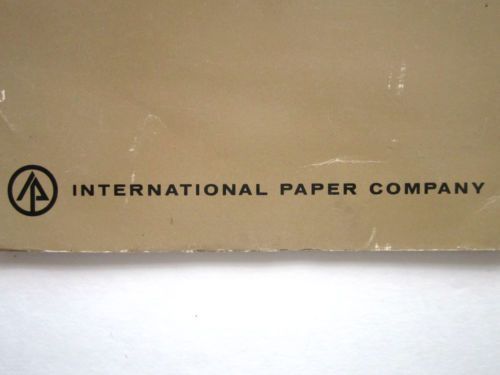 INTERNATIONAL PAPER COMPANY